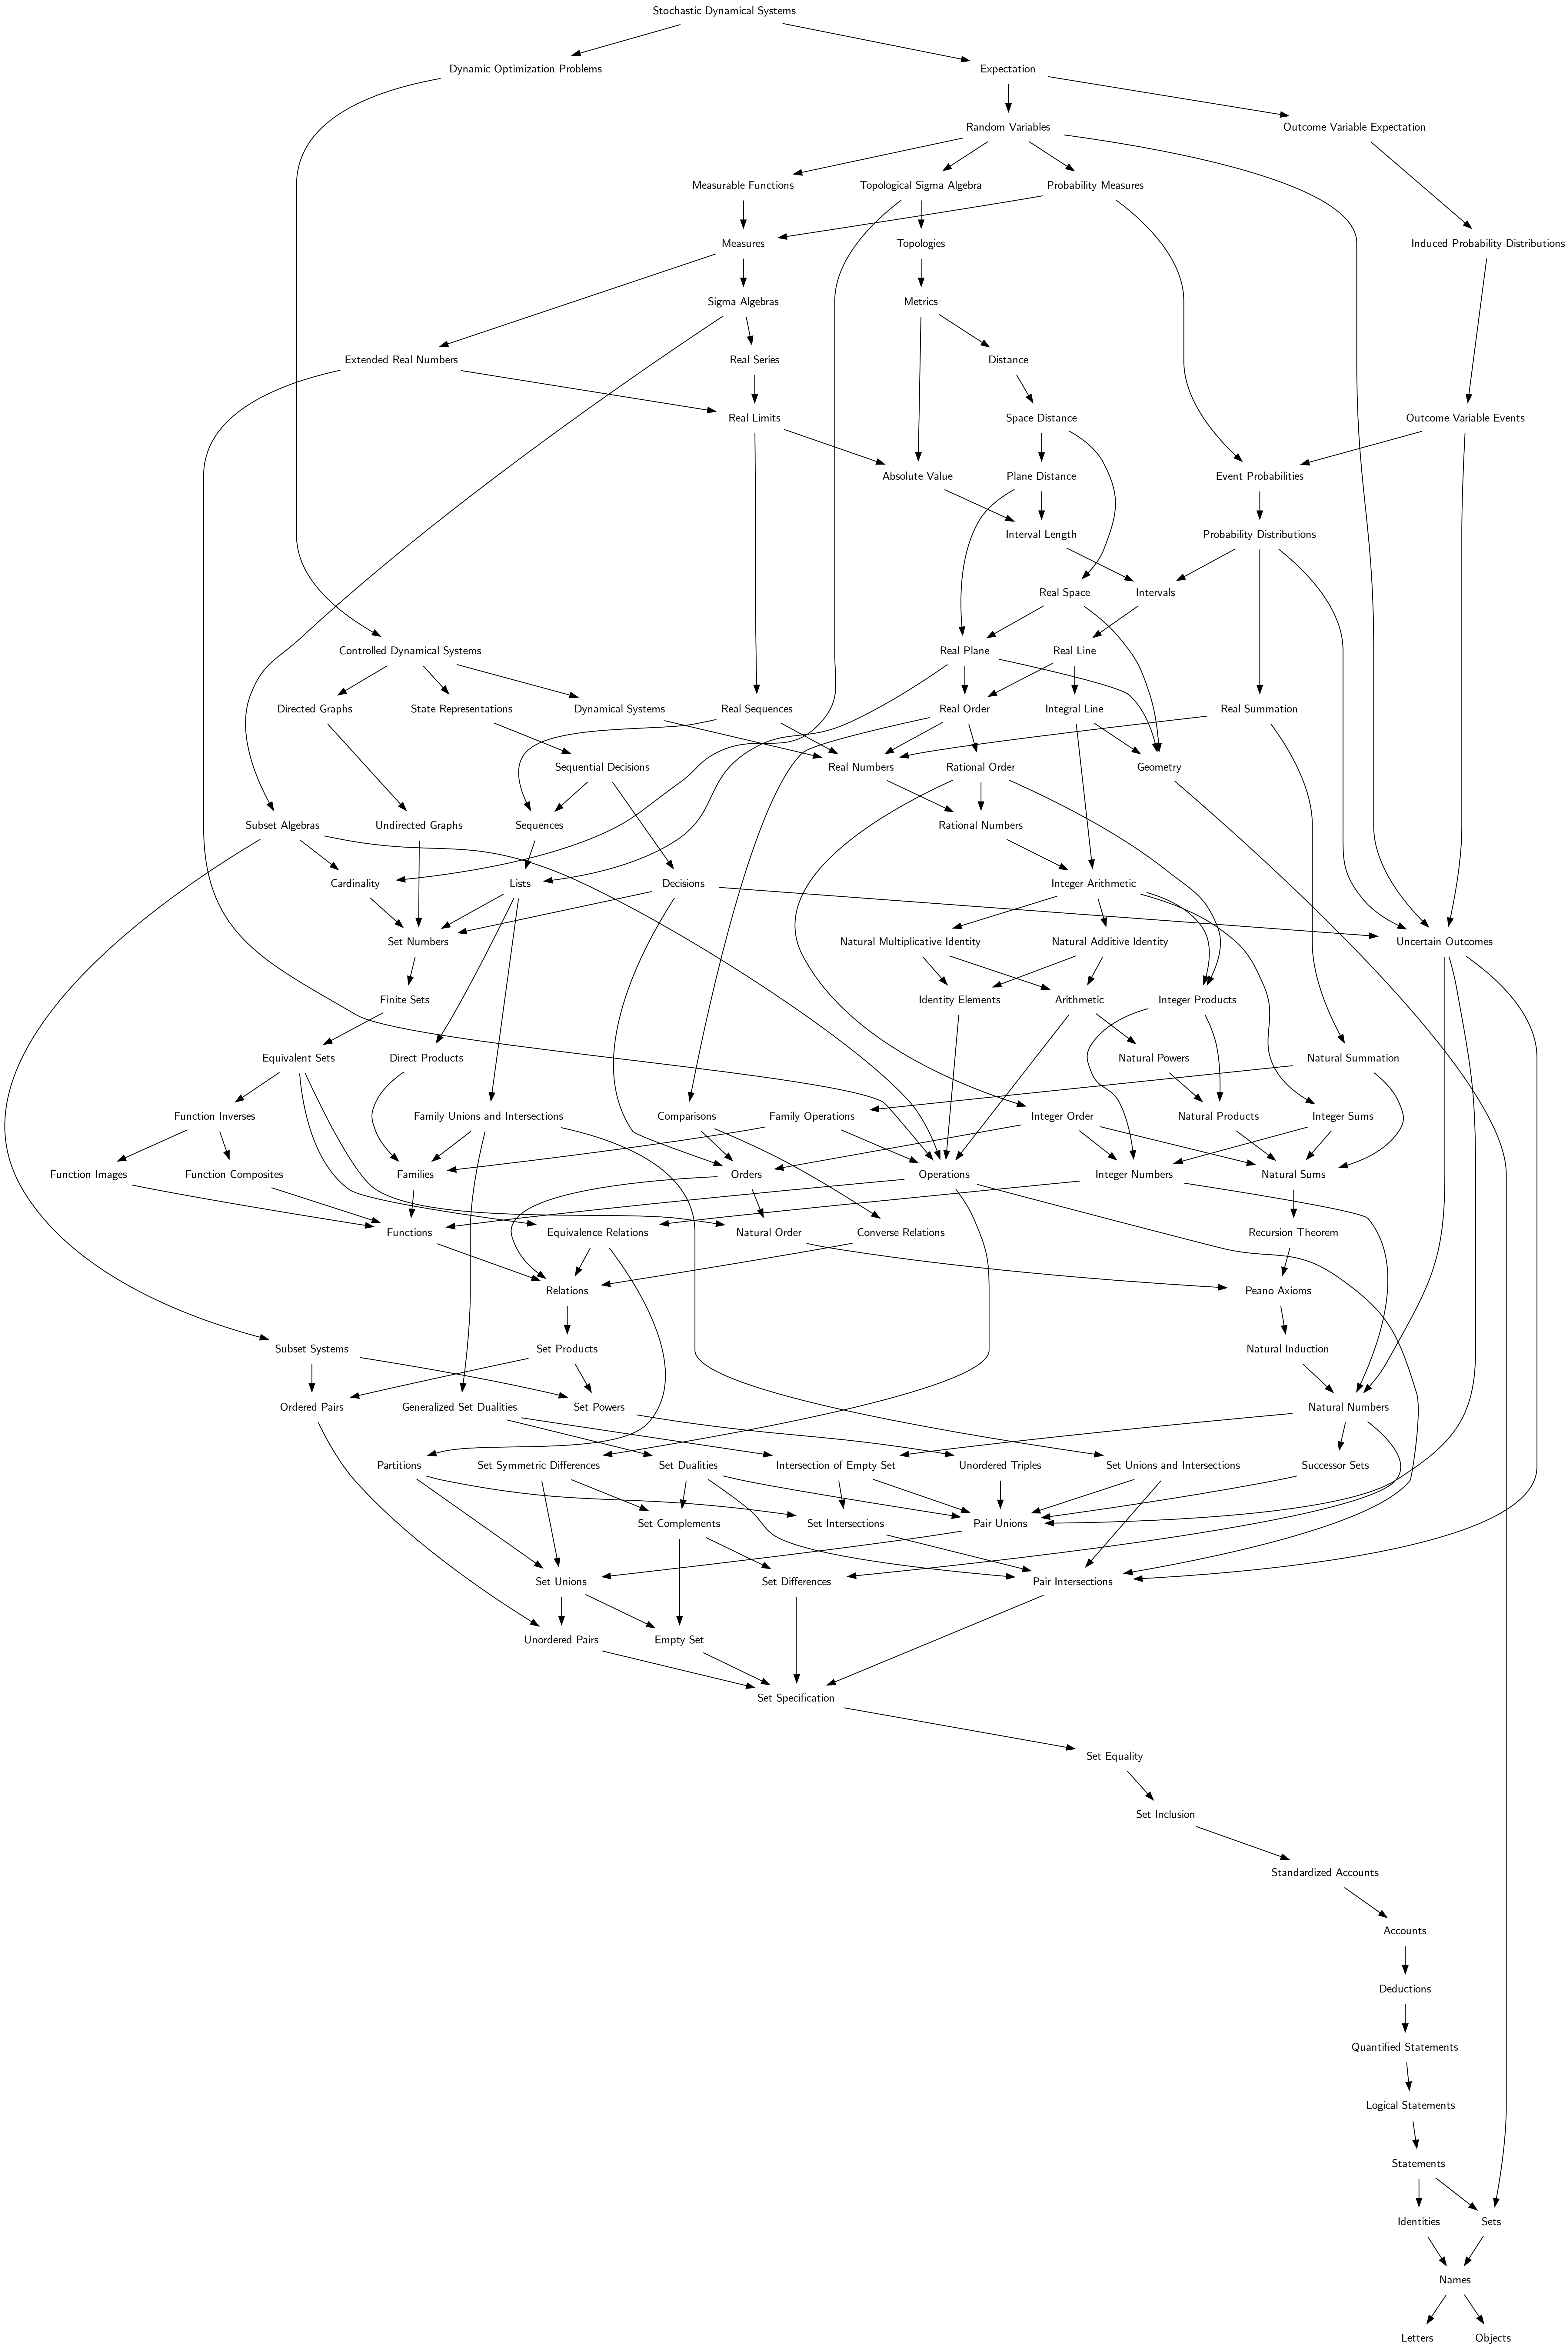 Stochastic Dynamical Systems
Dynamic Optimization Problems
Expectation
Random Variables
Outcome Variable Expectation
Measurable Functions
Topological Sigma Algebra
Probability Measures
Measures
Topologies
Induced Probability Distributions
Sigma Algebras
Metrics
Extended Real Numbers
Real Series
Distance
Real Limits
Space Distance
Outcome Variable Events
Absolute Value
Plane Distance
Event Probabilities
Interval Length
Probability Distributions
Real Space
Intervals
Controlled Dynamical Systems
Real Plane
Real Line
Directed Graphs
State Representations
Dynamical Systems
Real Sequences
Real Order
Integral Line
Real Summation
Sequential Decisions
Real Numbers
Rational Order
Geometry
Subset Algebras
Undirected Graphs
Sequences
Rational Numbers
Cardinality
Lists
Decisions
Integer Arithmetic
Set Numbers
Natural Multiplicative Identity
Natural Additive Identity
Uncertain Outcomes
Finite Sets
Identity Elements
Arithmetic
Integer Products
Equivalent Sets
Direct Products
Natural Powers
Natural Summation
Function Inverses
Family Unions and Intersections
Comparisons
Family Operations
Integer Order
Natural Products
Integer Sums
Function Images
Function Composites
Families
Orders
Operations
Integer Numbers
Natural Sums
Functions
Equivalence Relations
Natural Order
Converse Relations
Recursion Theorem
Relations
Peano Axioms
Subset Systems
Set Products
Natural Induction
Ordered Pairs
Generalized Set Dualities
Set Powers
Natural Numbers
Partitions
Set Symmetric Differences
Set Dualities
Intersection of Empty Set
Unordered Triples
Set Unions and Intersections
Successor Sets
Set Complements
Set Intersections
Pair Unions
Set Unions
Set Differences
Pair Intersections
Unordered Pairs
Empty Set
Set Specification
Set Equality
Set Inclusion
Standardized Accounts
Accounts
Deductions
Quantified Statements
Logical Statements
Statements
Identities
Sets
Names
Letters
Objects